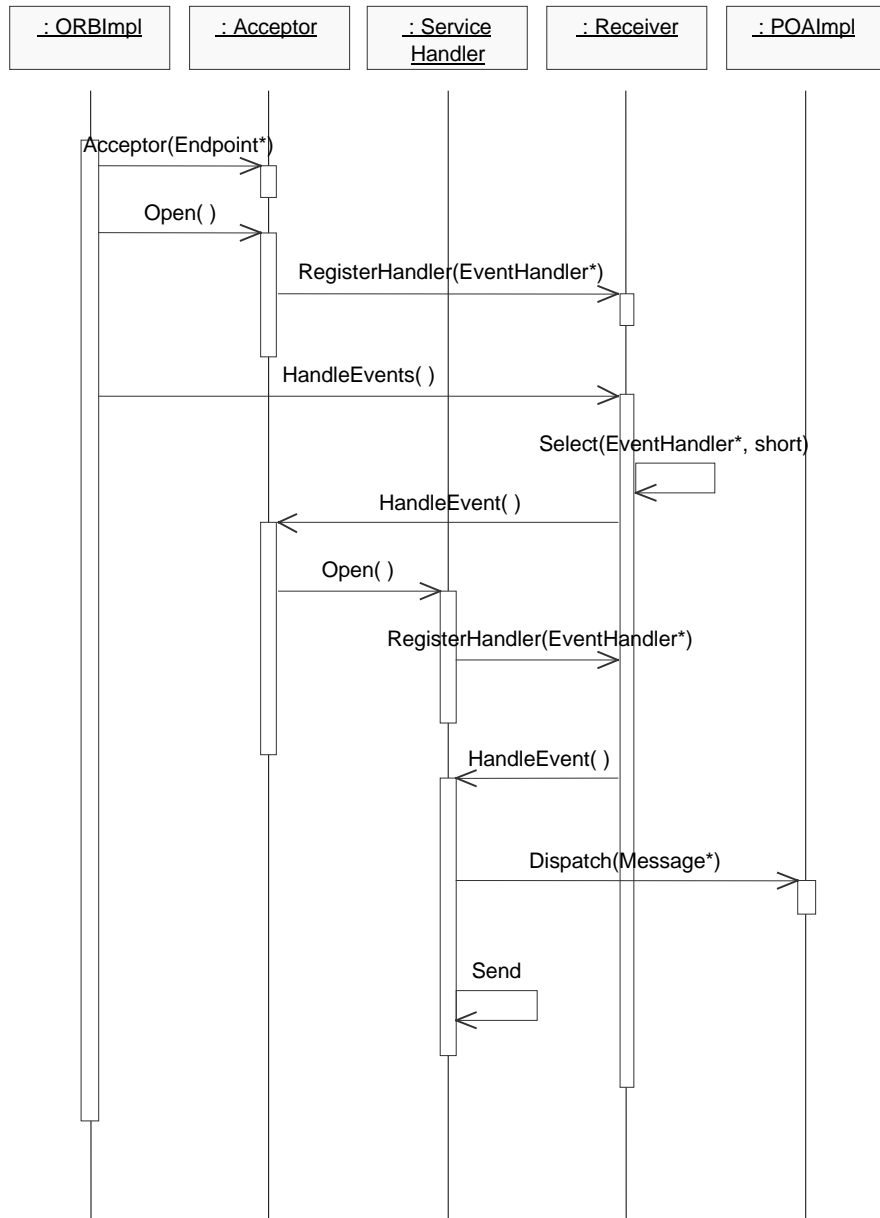 : ORBImpl
: Acceptor
: Service
Handler
: Receiver
: POAImpl
Acceptor(Endpoint*)
Open( )
RegisterHandler(EventHandler*)
HandleEvents( )
Select(EventHandler*, short)
HandleEvent( )
Open( )
RegisterHandler(EventHandler*)
HandleEvent( )
Dispatch(Message*)
Send